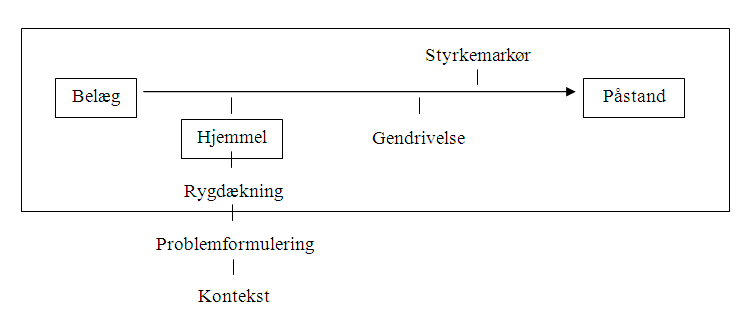 Styrkemarkør
Belæg
Påstand
Hjemmel
Gendrivelse
Rygdækning
Problemformulering
Kontekst